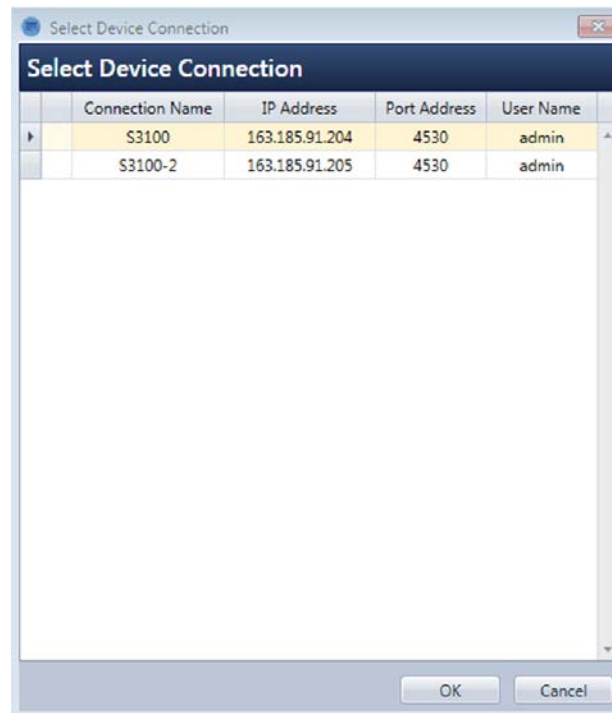 Select Device Connection
Select Device Connection
Connection Name IP Address Port Address User Name
S3100 163.185.91.204 4530 admin
S3100-2 163.185.91.205 4530 admin
OK Cancel